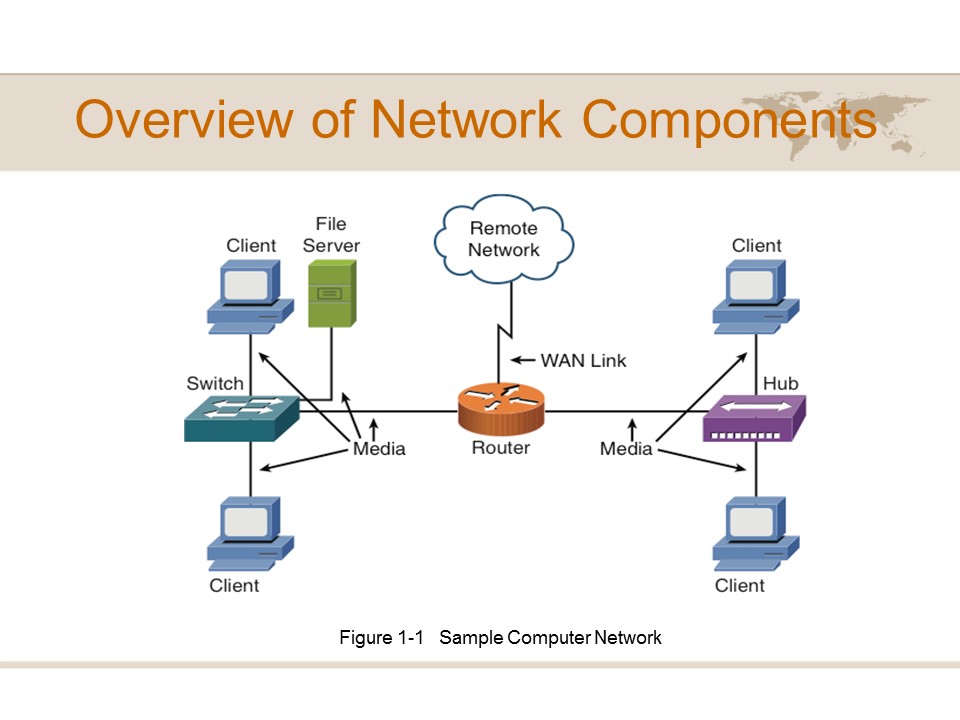 Overview of Network Components
File
Server
Client
Remote
Network
Client
WAN Link
Switch
Hub
Media
Router
Media
Client
Client
Figure 1-1 Sample Computer Network